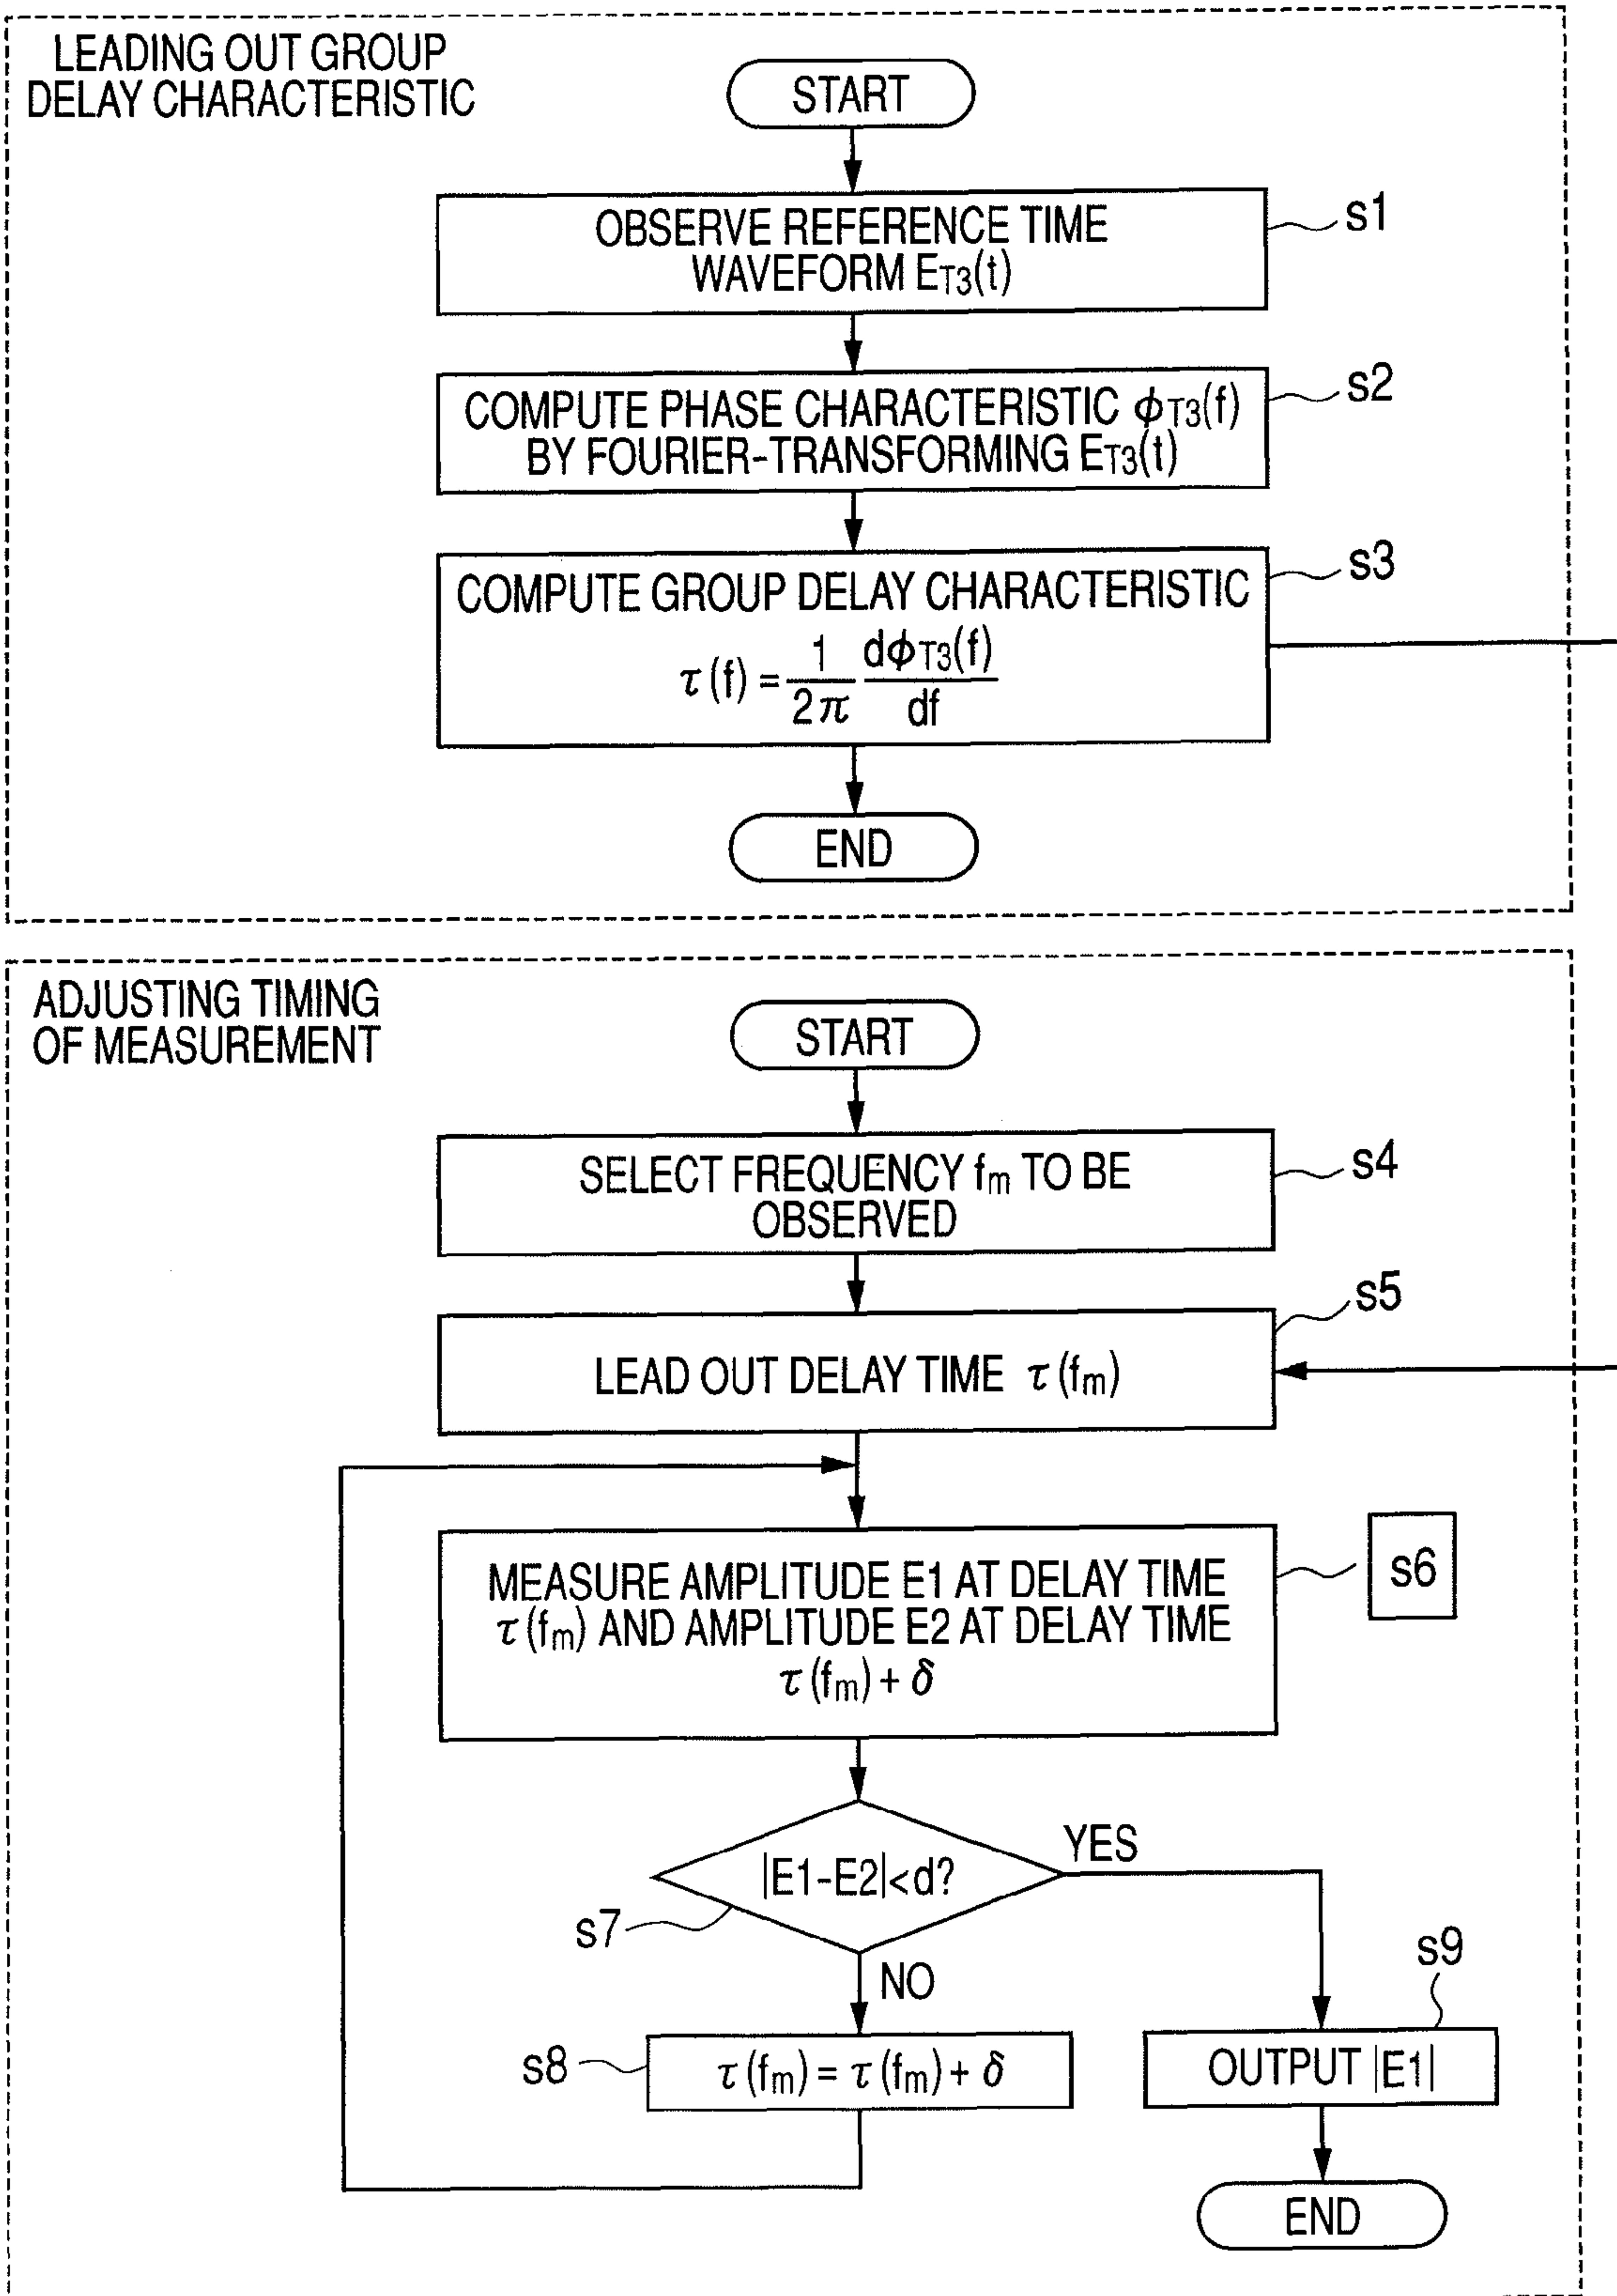 LEADING OUT GROUP
DELAY CHARACTERISTIC
START
OBSERVE REFERENCE TIME
WAVEFORM ET3(t)
s1
COMPUTE PHASE CHARACTERISTIC ϕT3(f)
BY FOURIER-TRANSFORMING ET3(t)
s2
COMPUTE GROUP DELAY CHARACTERISTIC
τ(f) = 1/2π dϕT3(f)/df
s3
END
ADJUSTING TIMING
OF MEASUREMENT
START
SELECT FREQUENCY fm TO BE
OBSERVED
s4
LEAD OUT DELAY TIME τ(fm)
s5
MEASURE AMPLITUDE E1 AT DELAY TIME
τ(fm) AND AMPLITUDE E2 AT DELAY TIME
τ(fm) + δ
s6
|E1-E2|<d?
YES
s7
NO
s8
τ(fm) = τ(fm) + δ
s9
OUTPUT |E1|
END